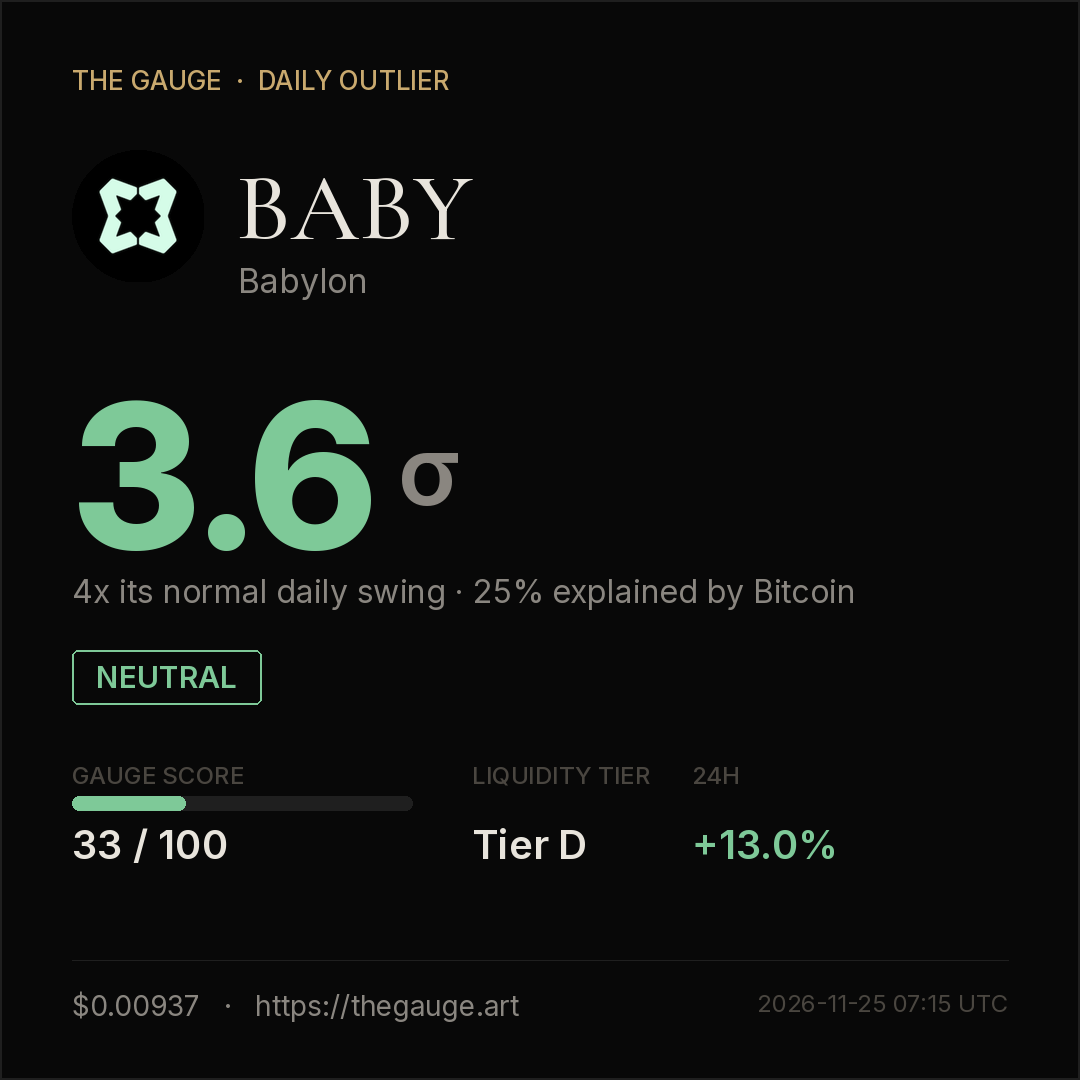 THE GAUGE · DAILY OUTLIER
BABY
Babylon
3.6 σ
4x its normal daily swing · 25% explained by Bitcoin
NEUTRAL
GAUGE SCORE LIQUIDITY TIER 24H
33 / 100 Tier D +13.0%
$0.00937 · https://thegauge.art 2026-11-25 07:15 UTC